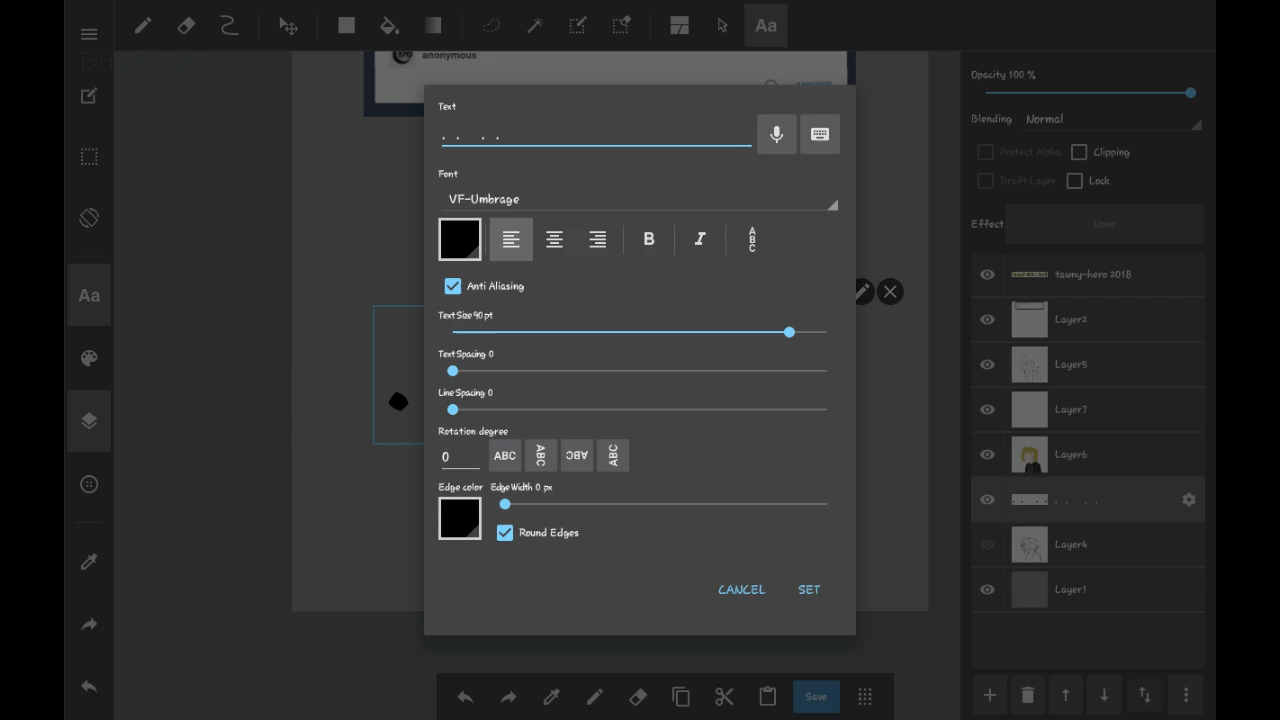 Aa
anonymous
ANSWER
Text
. . . .
Font
VF-Umbrage
B I ABC
Anti Aliasing
Text Size 90 pt
Text Spacing 0
Line Spacing 0
Rotation degree
0 ABC ABC ABC ABC
Edge color Edge Width 0 px
Round Edges
CANCEL SET
Aa
Save
Opacity 100 %
Blending Normal
Protect Alpha Clipping
Draft Layer Lock
Effect None
tawny-hero 2018
Layer2
Layer5
Layer7
Layer6
. . . .
Layer4
Layer1